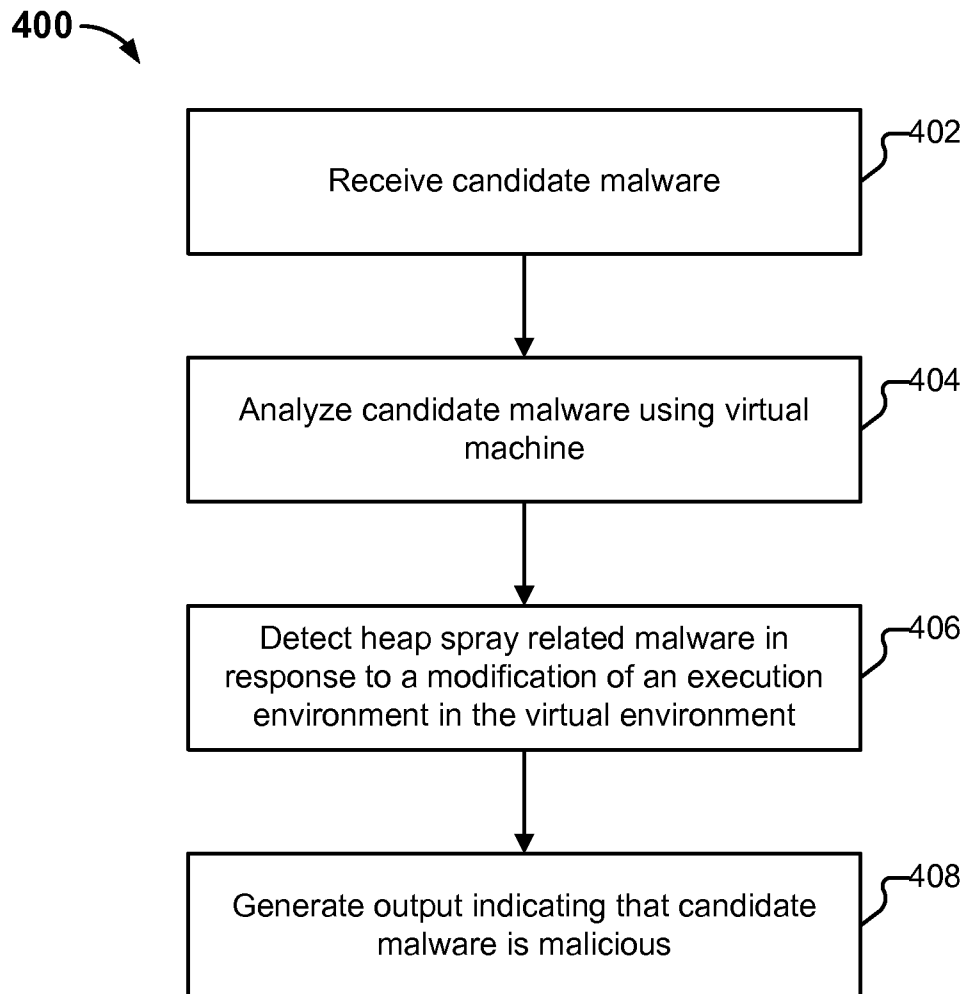 400
Receive candidate malware
402
Analyze candidate malware using virtual
machine
404
Detect heap spray related malware in
response to a modification of an execution
environment in the virtual environment
406
Generate output indicating that candidate
malware is malicious
408